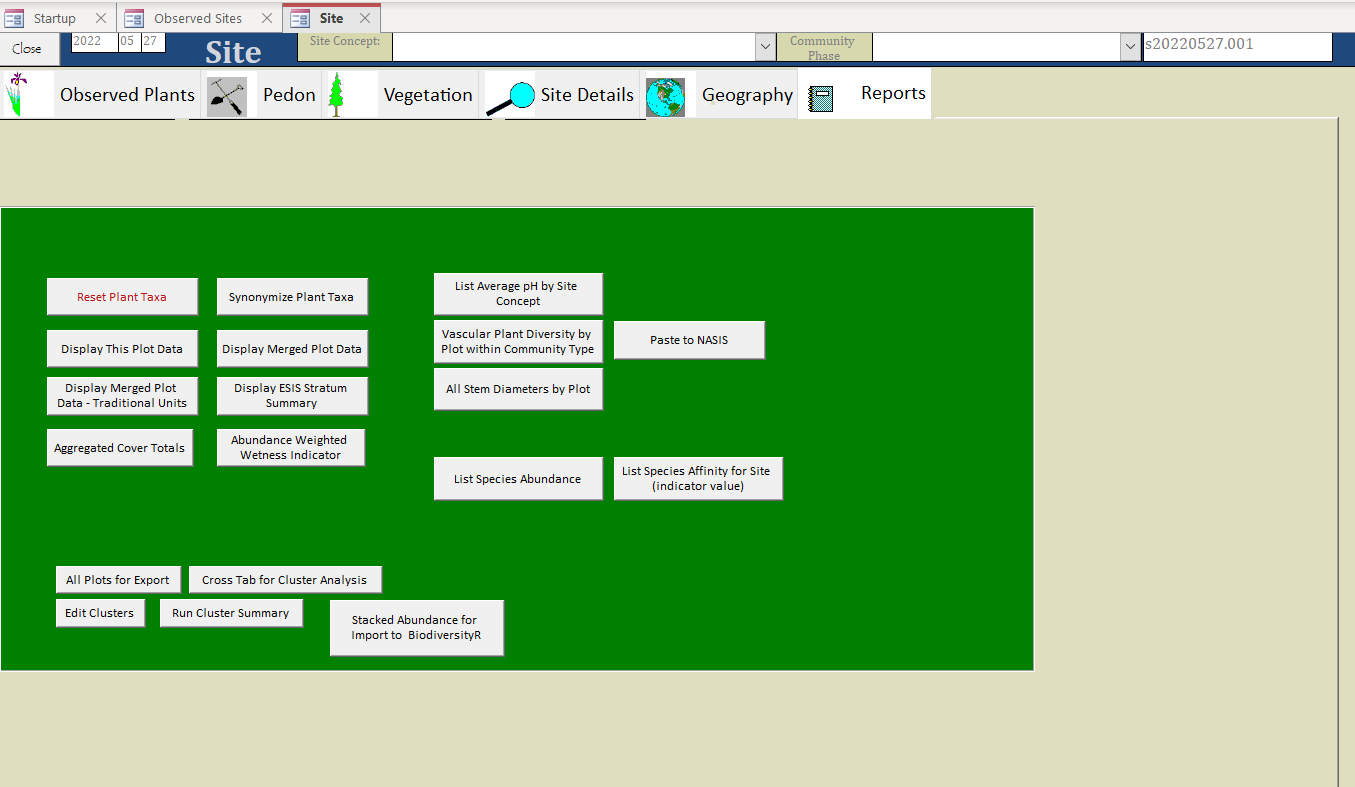 Startup
Observed Sites
Site
Close
2022 05 27
Site
Site Concept:
Community
Phase
s20220527.001
Observed Plants
Pedon
Vegetation
Site Details
Geography
Reports
Reset Plant Taxa
Synonymize Plant Taxa
List Average pH by Site
Concept
Display This Plot Data
Display Merged Plot Data
Vascular Plant Diversity by
Plot within Community Type
Paste to NASIS
Display Merged Plot
Data - Traditional Units
Display ESIS Stratum
Summary
All Stem Diameters by Plot
Aggregated Cover Totals
Abundance Weighted
Wetness Indicator
List Species Abundance
List Species Affinity for Site
(indicator value)
All Plots for Export
Cross Tab for Cluster Analysis
Edit Clusters
Run Cluster Summary
Stacked Abundance for
Import to  BiodiversityR